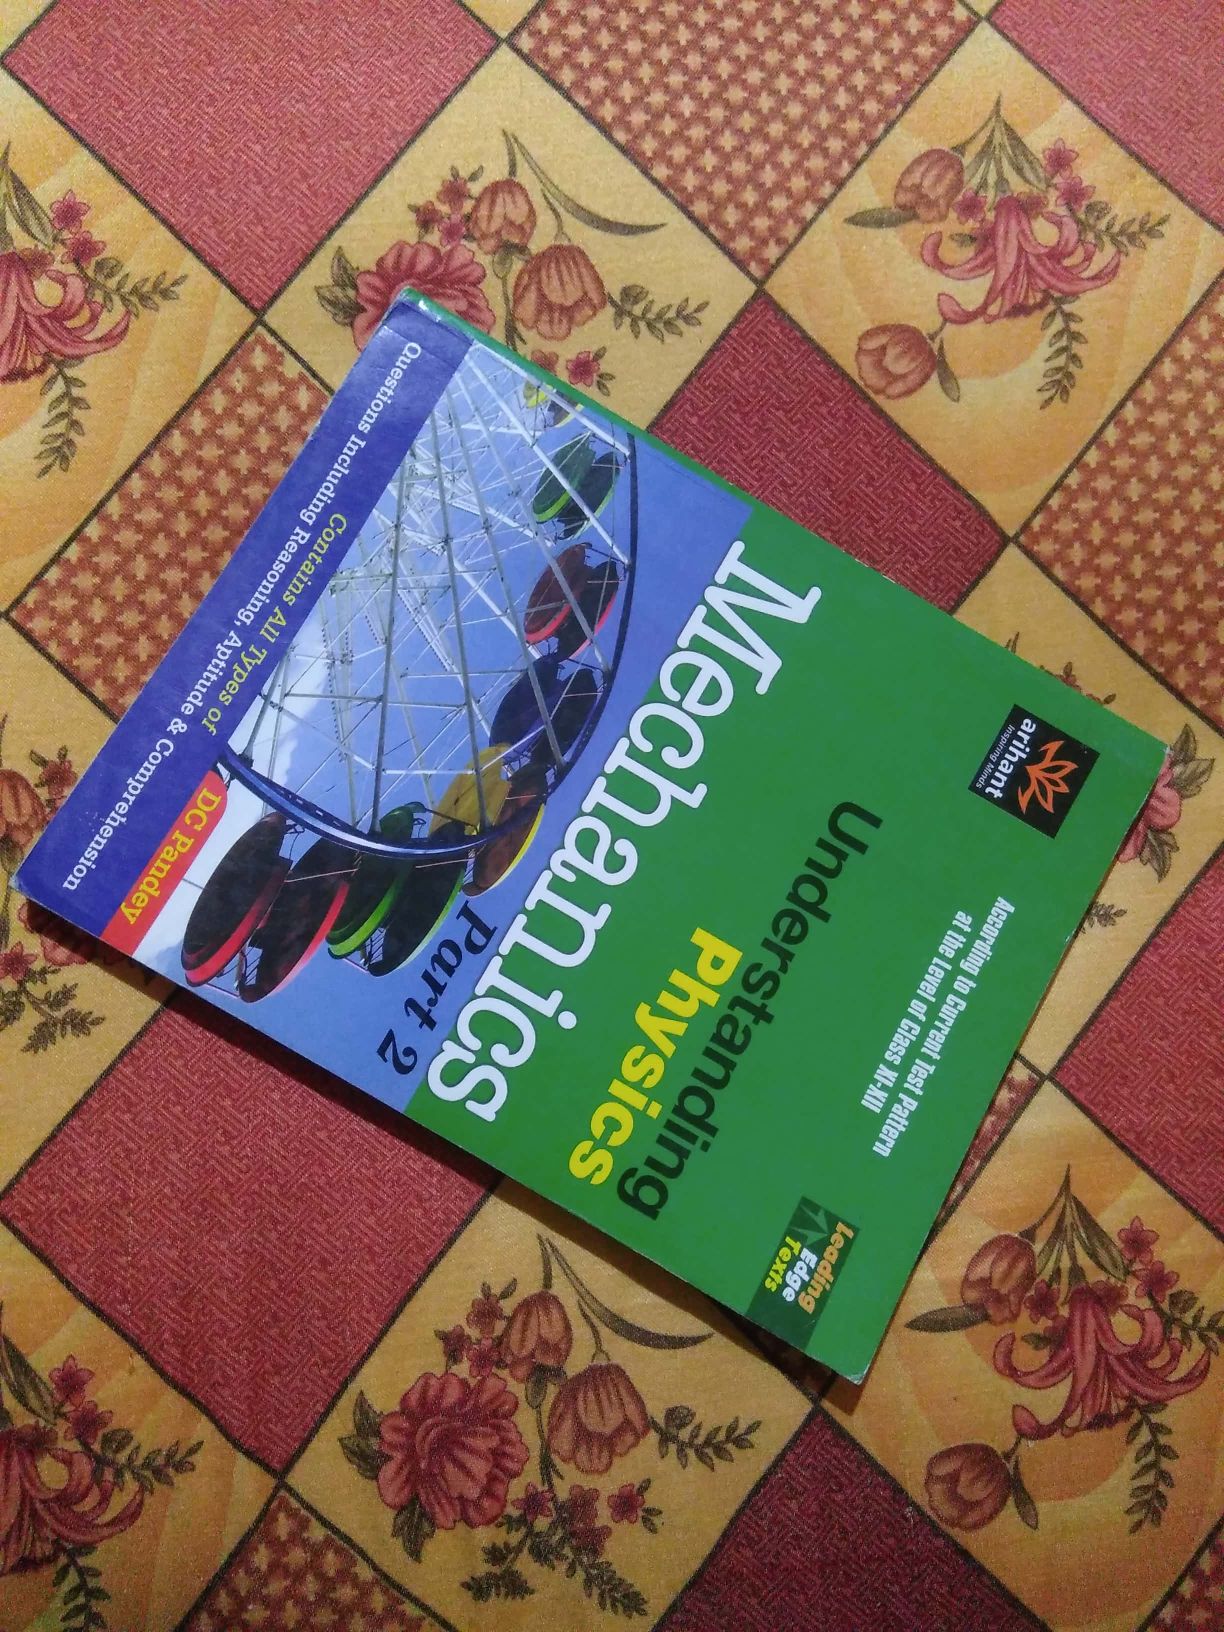 arihant
Inspiring Minds
According to Current Test Pattern
at the Level of Class XI-XII
Leading
Edge
Texts
Understanding
Physics
Mechanics
Part 2
DC Pandey
Contains All Types of
Questions Including Reasoning, Aptitude & Comprehension